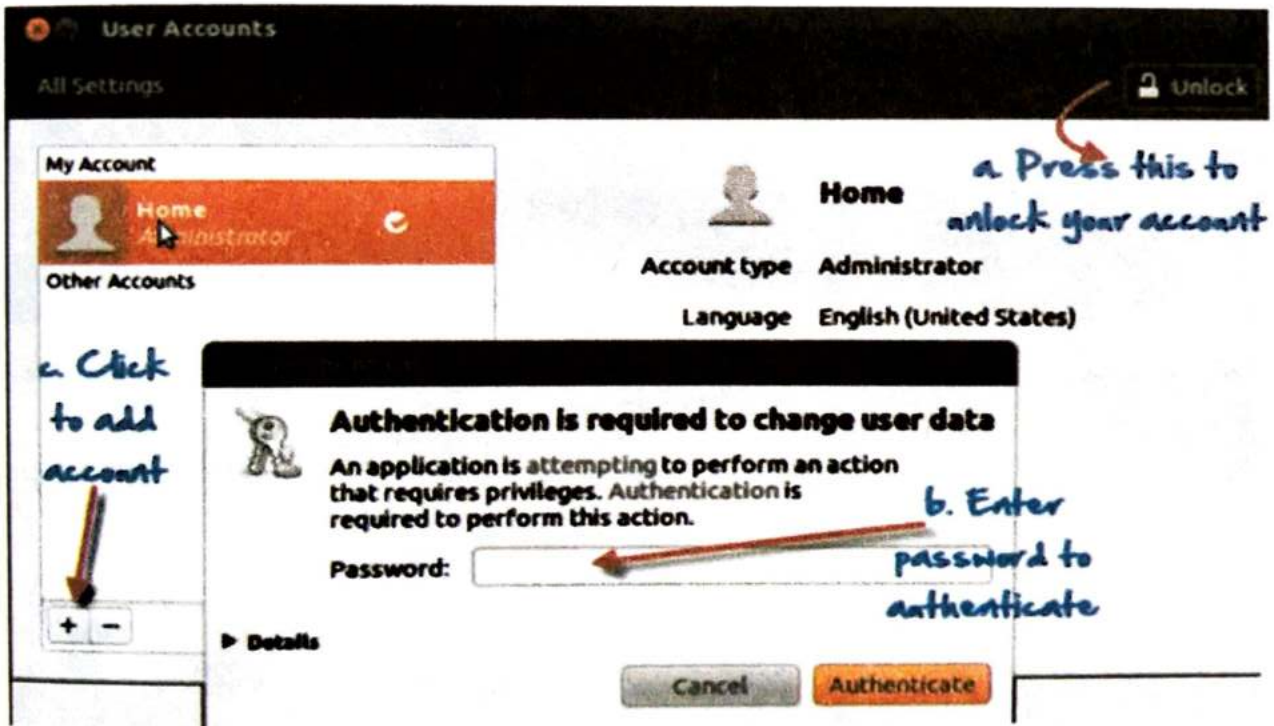 User Accounts
All Settings
Unlock
My Account
Home
Administrator
Other Accounts
Home
Account type Administrator
Language English (United States)
a. Press this to
unlock your account
c. Click
to add
account
+ −
Authentication is required to change user data
An application is attempting to perform an action
that requires privileges. Authentication is
required to perform this action.
Password:
b. Enter
password to
authenticate
Details
Cancel
Authenticate